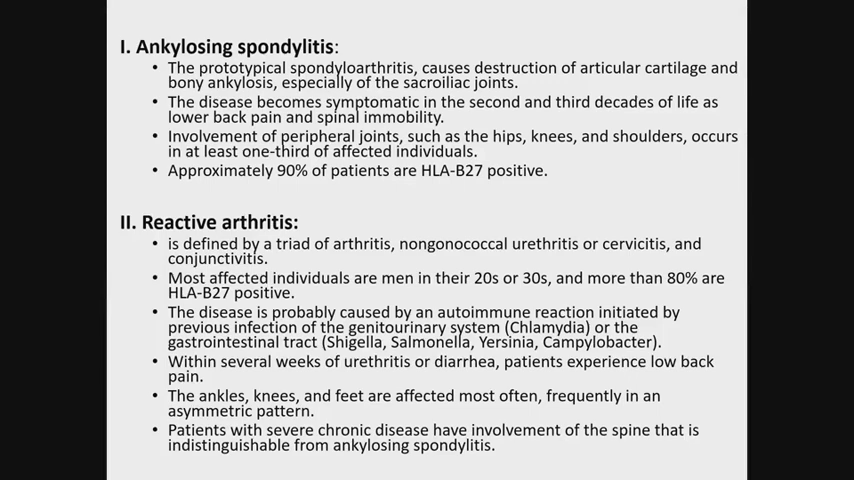 I. Ankylosing spondylitis:
• The prototypical spondyloarthritis, causes destruction of articular cartilage and
bony ankylosis, especially of the sacroiliac joints.
• The disease becomes symptomatic in the second and third decades of life as
lower back pain and spinal immobility.
• Involvement of peripheral joints, such as the hips, knees, and shoulders, occurs
in at least one-third of affected individuals.
• Approximately 90% of patients are HLA-B27 positive.
II. Reactive arthritis:
• is defined by a triad of arthritis, nongonococcal urethritis or cervicitis, and
conjunctivitis.
• Most affected individuals are men in their 20s or 30s, and more than 80% are
HLA-B27 positive.
• The disease is probably caused by an autoimmune reaction initiated by
previous infection of the genitourinary system (Chlamydia) or the
gastrointestinal tract (Shigella, Salmonella, Yersinia, Campylobacter).
• Within several weeks of urethritis or diarrhea, patients experience low back
pain.
• The ankles, knees, and feet are affected most often, frequently in an
asymmetric pattern.
• Patients with severe chronic disease have involvement of the spine that is
indistinguishable from ankylosing spondylitis.